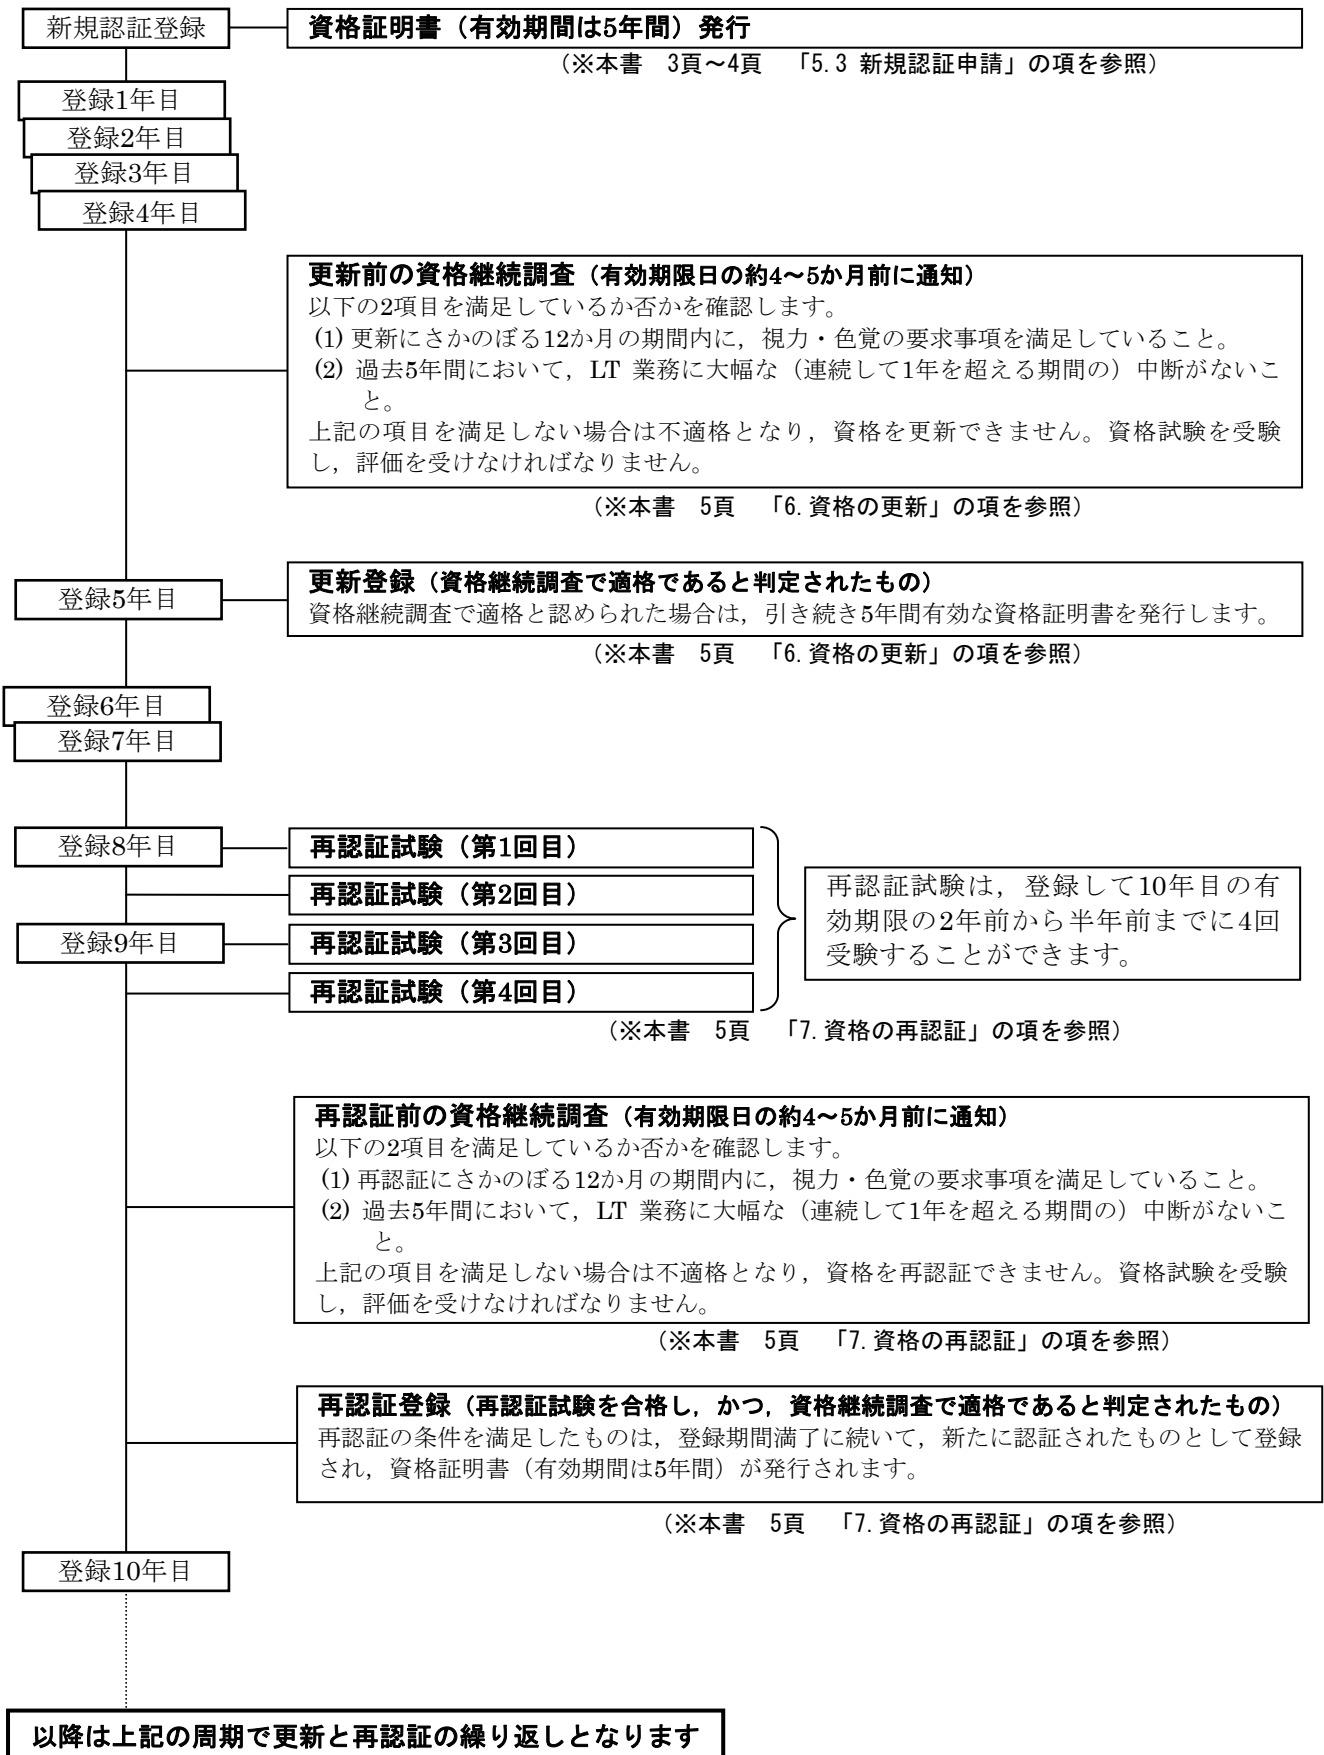 新規認証登録
資格証明書（有効期間は5年間）発行
（※本書　3頁～4頁　「5.3 新規認証申請」の項を参照）
登録1年目
登録2年目
登録3年目
登録4年目
更新前の資格継続調査（有効期限日の約4～5か月前に通知）
以下の2項目を満足しているか否かを確認します。
(1) 更新にさかのぼる12か月の期間内に，視力・色覚の要求事項を満足していること。
(2) 過去5年間において，LT 業務に大幅な（連続して1年を超える期間の）中断がないこ
と。
上記の項目を満足しない場合は不適格となり，資格を更新できません。資格試験を受験
し，評価を受けなければなりません。
（※本書　5頁　「6.資格の更新」の項を参照）
登録5年目
更新登録（資格継続調査で適格であると判定されたもの）
資格継続調査で適格と認められた場合は，引き続き5年間有効な資格証明書を発行します。
（※本書　5頁　「6.資格の更新」の項を参照）
登録6年目
登録7年目
登録8年目
再認証試験（第1回目）
再認証試験（第2回目）
登録9年目
再認証試験（第3回目）
再認証試験（第4回目）
再認証試験は，登録して10年目の有
効期限の2年前から半年前までに4回
受験することができます。
（※本書　5頁　「7.資格の再認証」の項を参照）
再認証前の資格継続調査（有効期限日の約4～5か月前に通知）
以下の2項目を満足しているか否かを確認します。
(1) 再認証にさかのぼる12か月の期間内に，視力・色覚の要求事項を満足していること。
(2) 過去5年間において，LT 業務に大幅な（連続して1年を超える期間の）中断がないこ
と。
上記の項目を満足しない場合は不適格となり，資格を再認証できません。資格試験を受験
し，評価を受けなければなりません。
（※本書　5頁　「7.資格の再認証」の項を参照）
再認証登録（再認証試験を合格し，かつ，資格継続調査で適格であると判定されたもの）
再認証の条件を満足したものは，登録期間満了に続いて，新たに認証されたものとして登録
され，資格証明書（有効期間は5年間）が発行されます。
（※本書　5頁　「7.資格の再認証」の項を参照）
登録10年目
以降は上記の周期で更新と再認証の繰り返しとなります